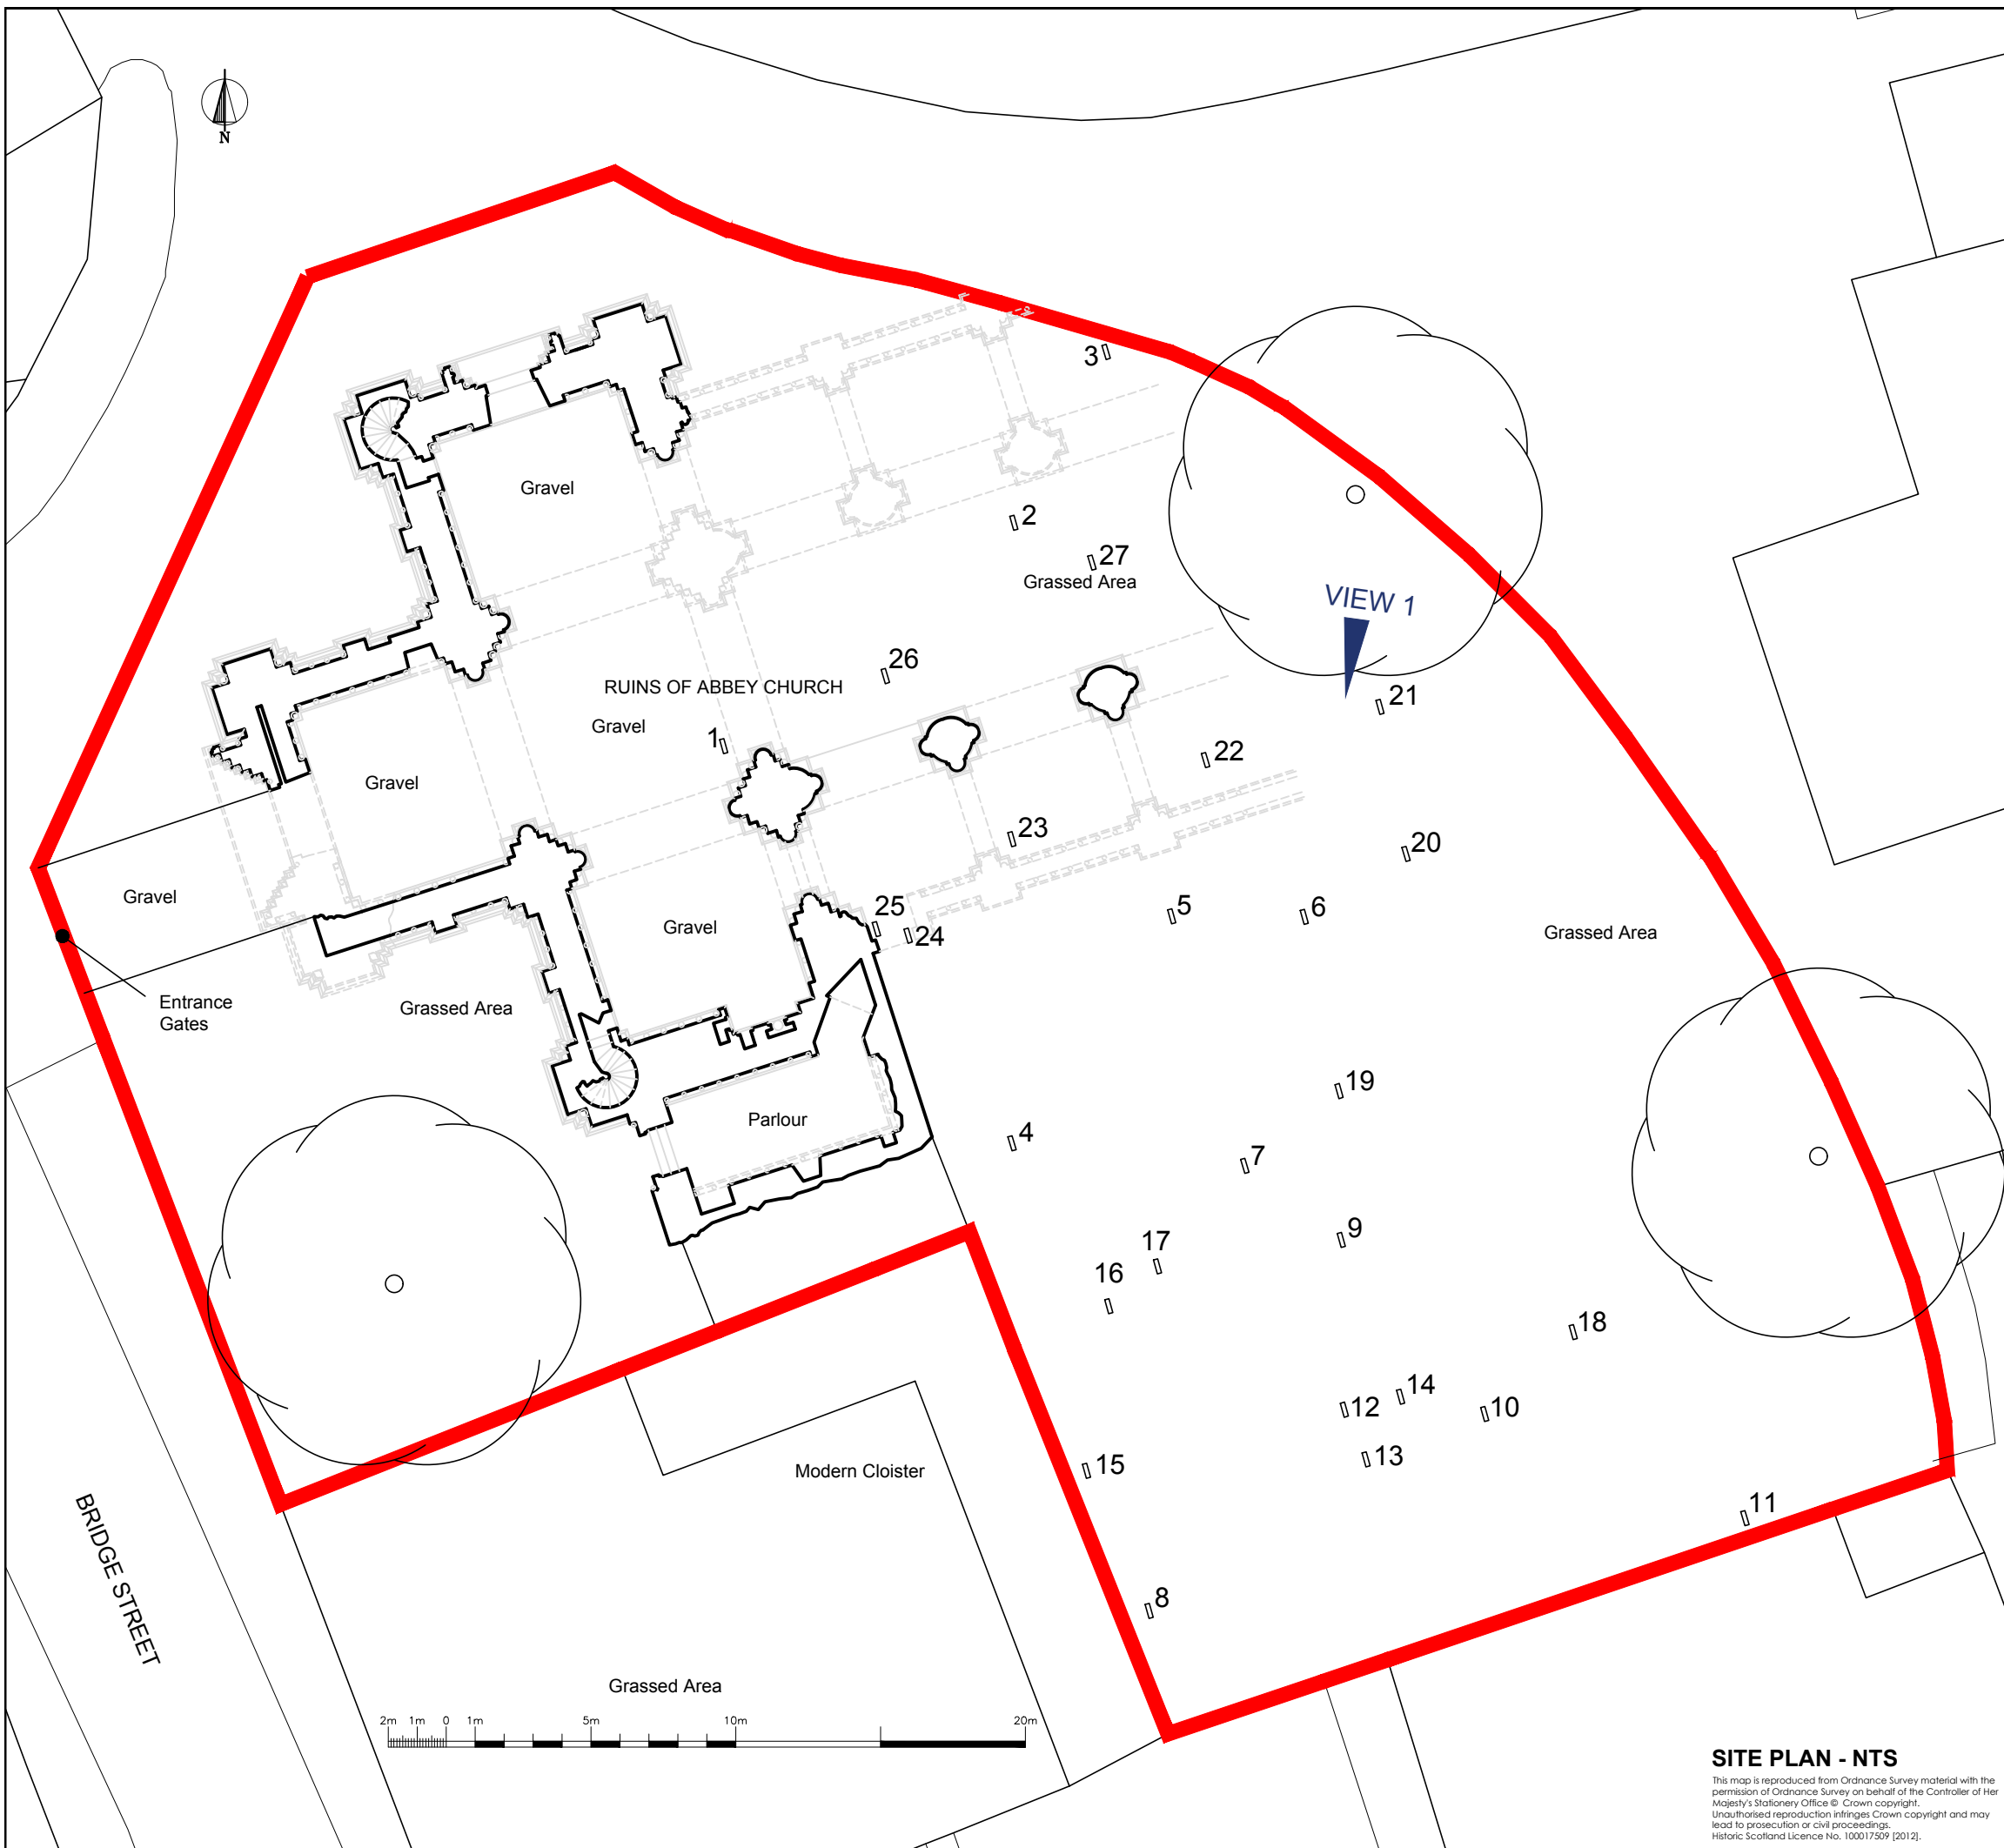 N
3
Gravel
2
27
Grassed Area
VIEW 1
26
RUINS OF ABBEY CHURCH
21
Gravel
1
22
Gravel
23
20
Gravel
25
5
6
Gravel
24
Grassed Area
Entrance
Gates
Grassed Area
19
Parlour
4
7
17
9
16
18
14
12
10
13
15
Modern Cloister
11
BRIDGE STREET
8
Grassed Area
2m 1m 0 1m 5m 10m 20m
SITE PLAN - NTS
This map is reproduced from Ordnance Survey material with the
permission of Ordnance Survey on behalf of the Controller of Her
Majesty's Stationery Office © Crown copyright.
Unauthorised reproduction infringes Crown copyright and may
lead to prosecution or civil proceedings.
Historic Scotland Licence No. 100017509 [2012].